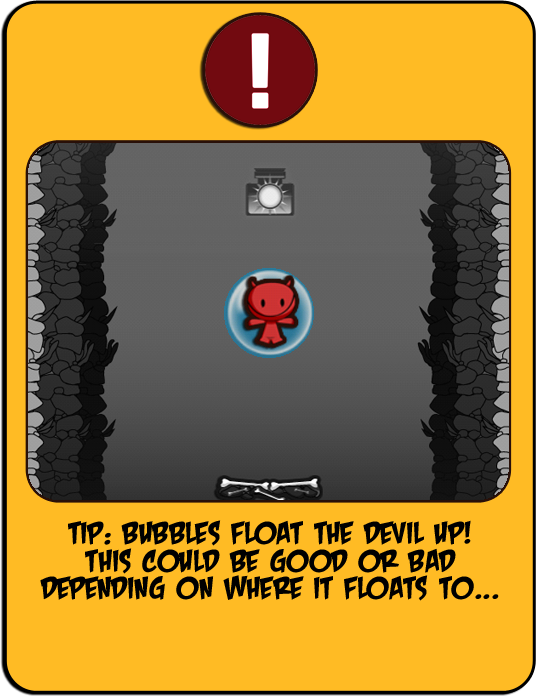 !
TIP: BUBBLES FLOAT THE DEVIL UP!
THIS COULD BE GOOD OR BAD
DEPENDING ON WHERE IT FLOATS TO...